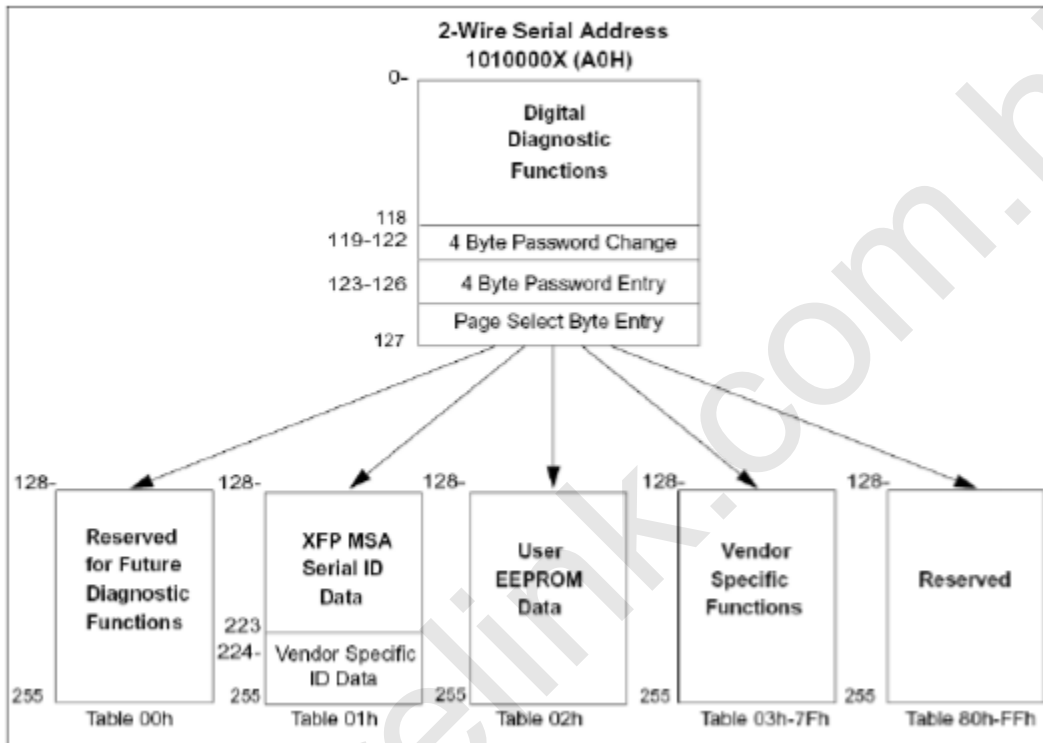 2-Wire Serial Address
1010000X (A0H)
0-
Digital
Diagnostic
Functions
118
119-122
4 Byte Password Change
123-126
4 Byte Password Entry
Page Select Byte Entry
127
128-
Reserved
for Future
Diagnostic
Functions
255
Table 00h
128-
XFP MSA
Serial ID
Data
223
224-
Vendor Specific
ID Data
255
Table 01h
128-
User
EEPROM
Data
255
Table 02h
128-
Vendor
Specific
Functions
255
Table 03h-7Fh
128-
Reserved
255
Table 80h-FFh
elink.com.h